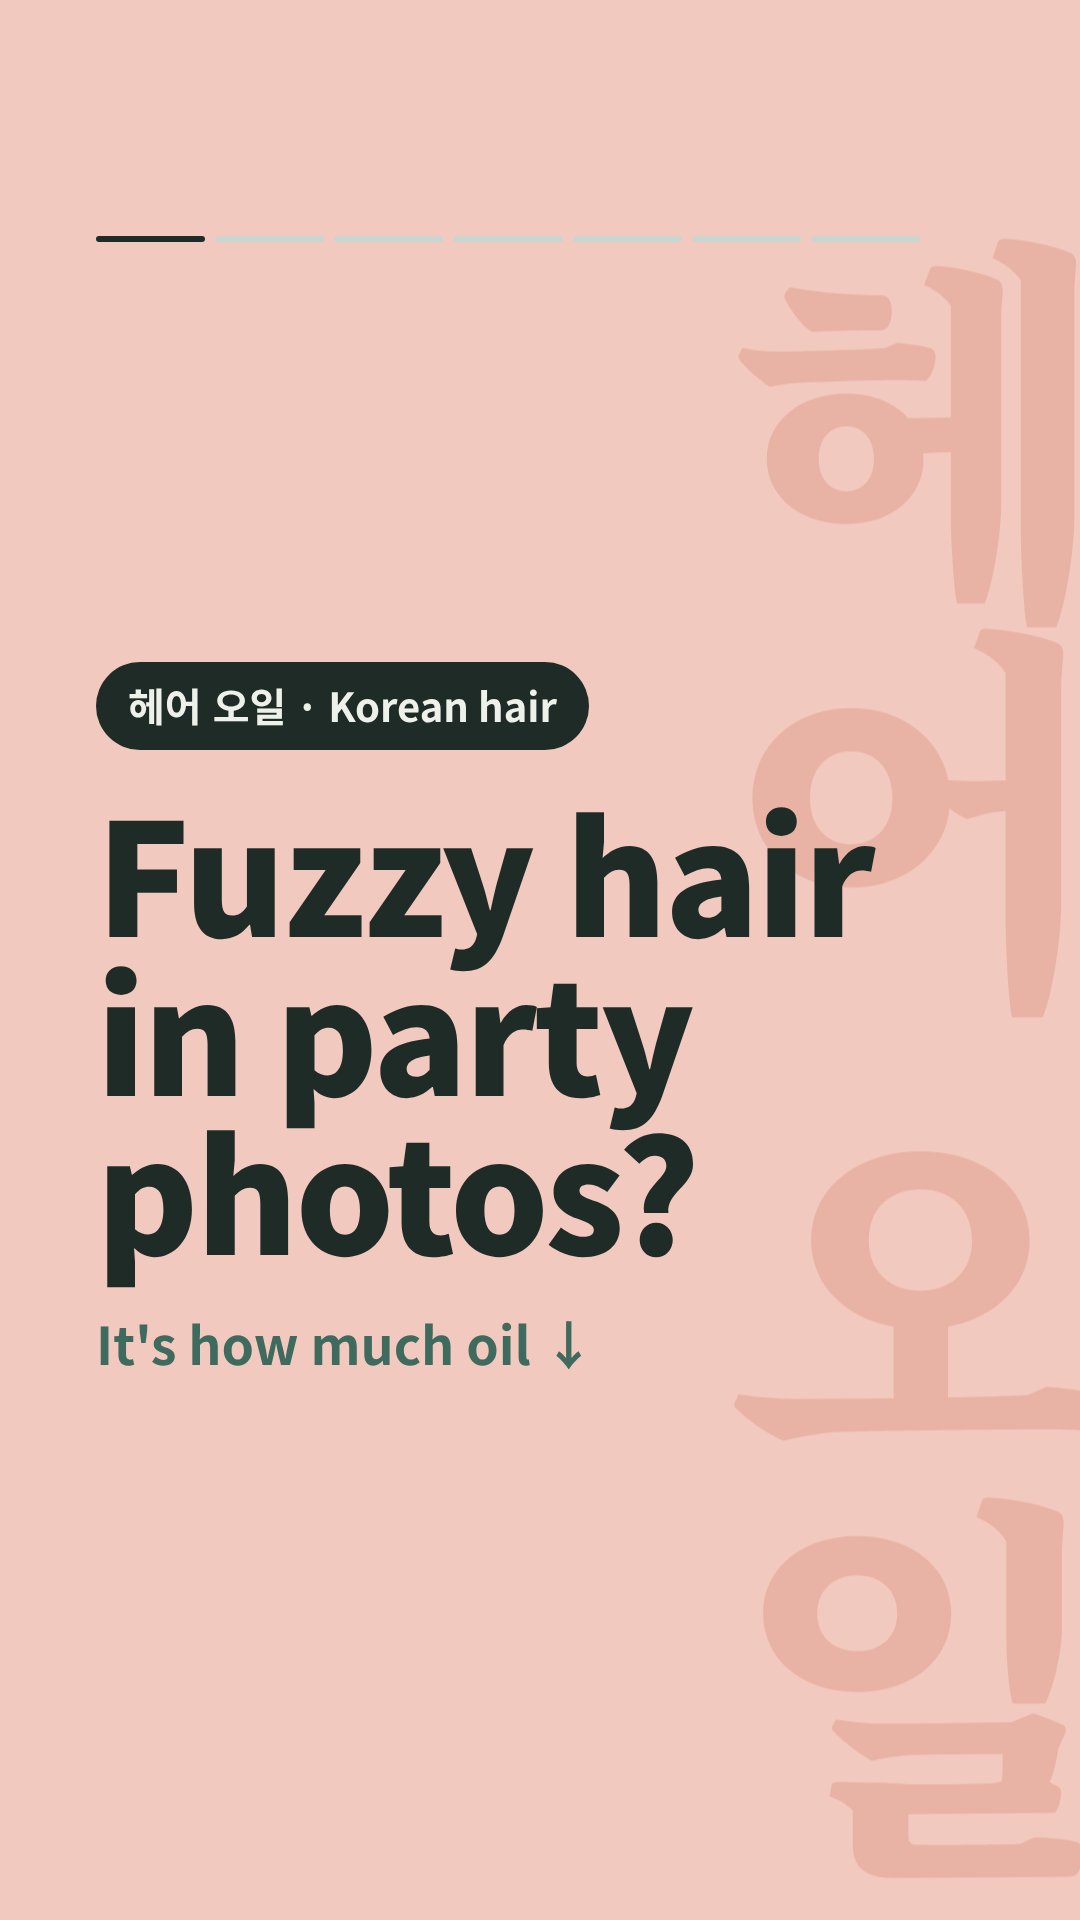 헤어 오일 · Korean hair
Fuzzy hair
in party
photos?
It's how much oil ↓
헤
어
오
일